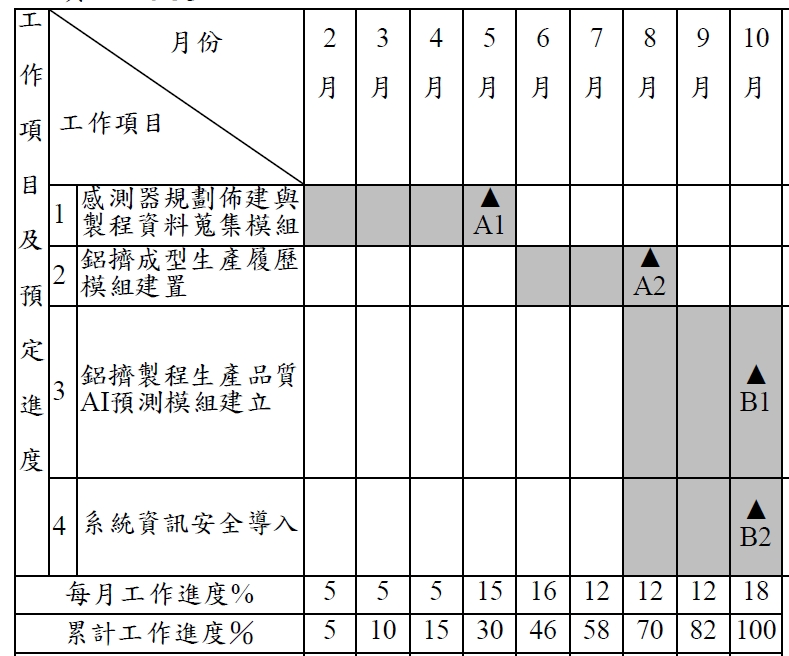 工作項目及預定進度
月份
工作項目
2月 3月 4月 5月 6月 7月 8月 9月 10月
1 感測器規劃佈建與
製程資料蒐集模組
▲
A1
2 鋁擠成型生產履歷
模組建置
▲
A2
3 鋁擠製程生產品質
AI預測模組建立
▲
B1
4 系統資訊安全導入
▲
B2
每月工作進度% 5 5 5 15 16 12 12 12 18
累計工作進度% 5 10 15 30 46 58 70 82 100